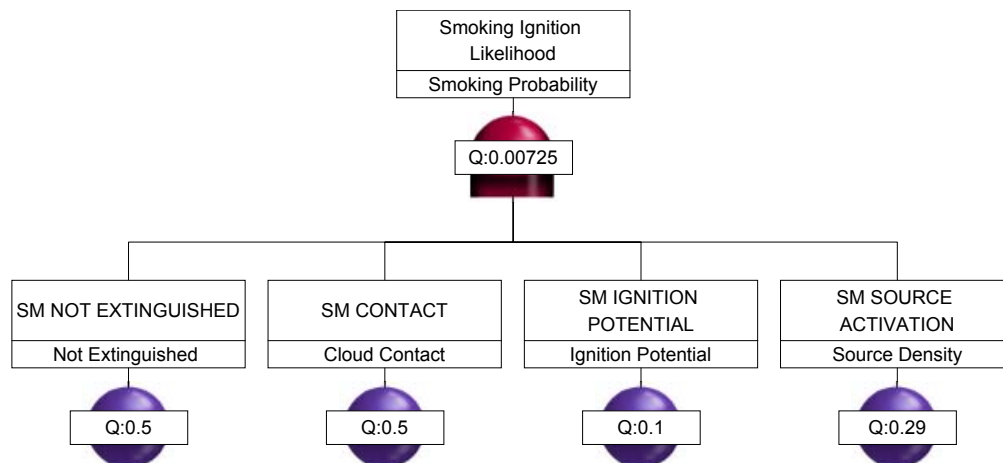 Smoking Ignition
Likelihood
Smoking Probability
Q:0.00725
SM NOT EXTINGUISHED
Not Extinguished
Q:0.5
SM CONTACT
Cloud Contact
Q:0.5
SM IGNITION
POTENTIAL
Ignition Potential
Q:0.1
SM SOURCE
ACTIVATION
Source Density
Q:0.29